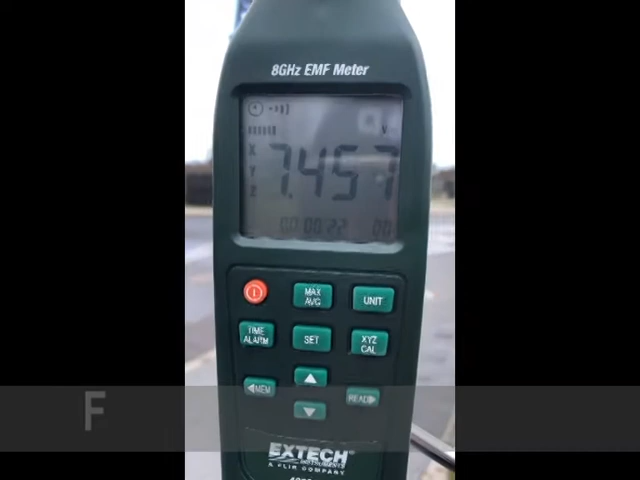 8GHz EMF Meter
V
X
7.457
Y
Z
00:00:22 00
MAX
AVG
UNIT
TIME
ALARM
SET
XYZ
CAL
◀MEM
▲
READ▶
▼
F
EXTECH
INSTRUMENTS
A FLIR COMPANY